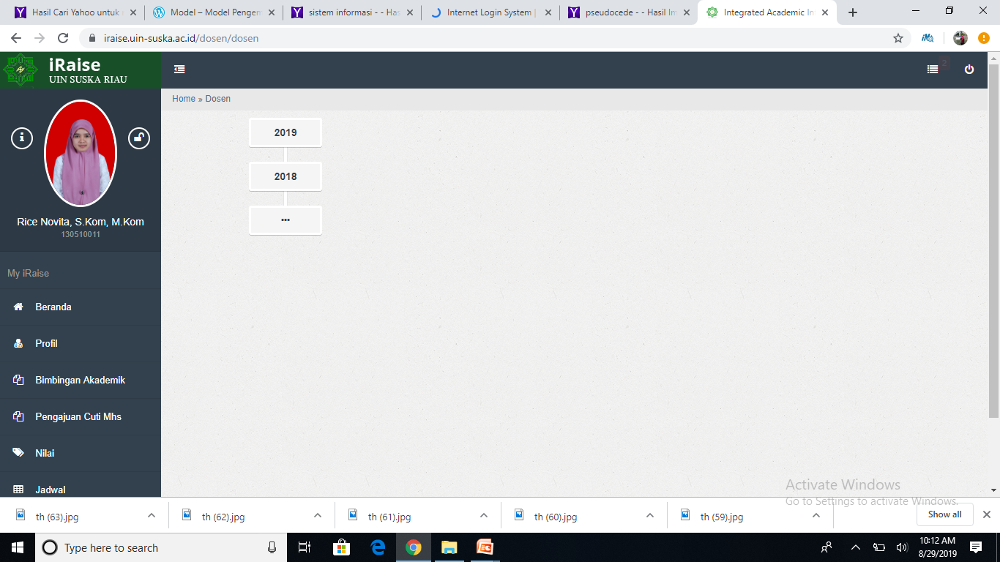 Hasil Cari Yahoo untuk
Model – Model Pengem
sistem informasi - - Has
Internet Login System |
pseudocede - - Hasil Im
Integrated Academic In
iraise.uin-suska.ac.id/dosen/dosen
iRaise
UIN SUSKA RIAU
2
Home » Dosen
2019
2018
...
Rice Novita, S.Kom, M.Kom
130510011
My iRaise
Beranda
Profil
Bimbingan Akademik
Pengajuan Cuti Mhs
Nilai
Jadwal
Activate Windows
Go to Settings to activate Windows.
th (63).jpg
th (62).jpg
th (61).jpg
th (60).jpg
th (59).jpg
Show all
Type here to search
10:12 AM
8/29/2019